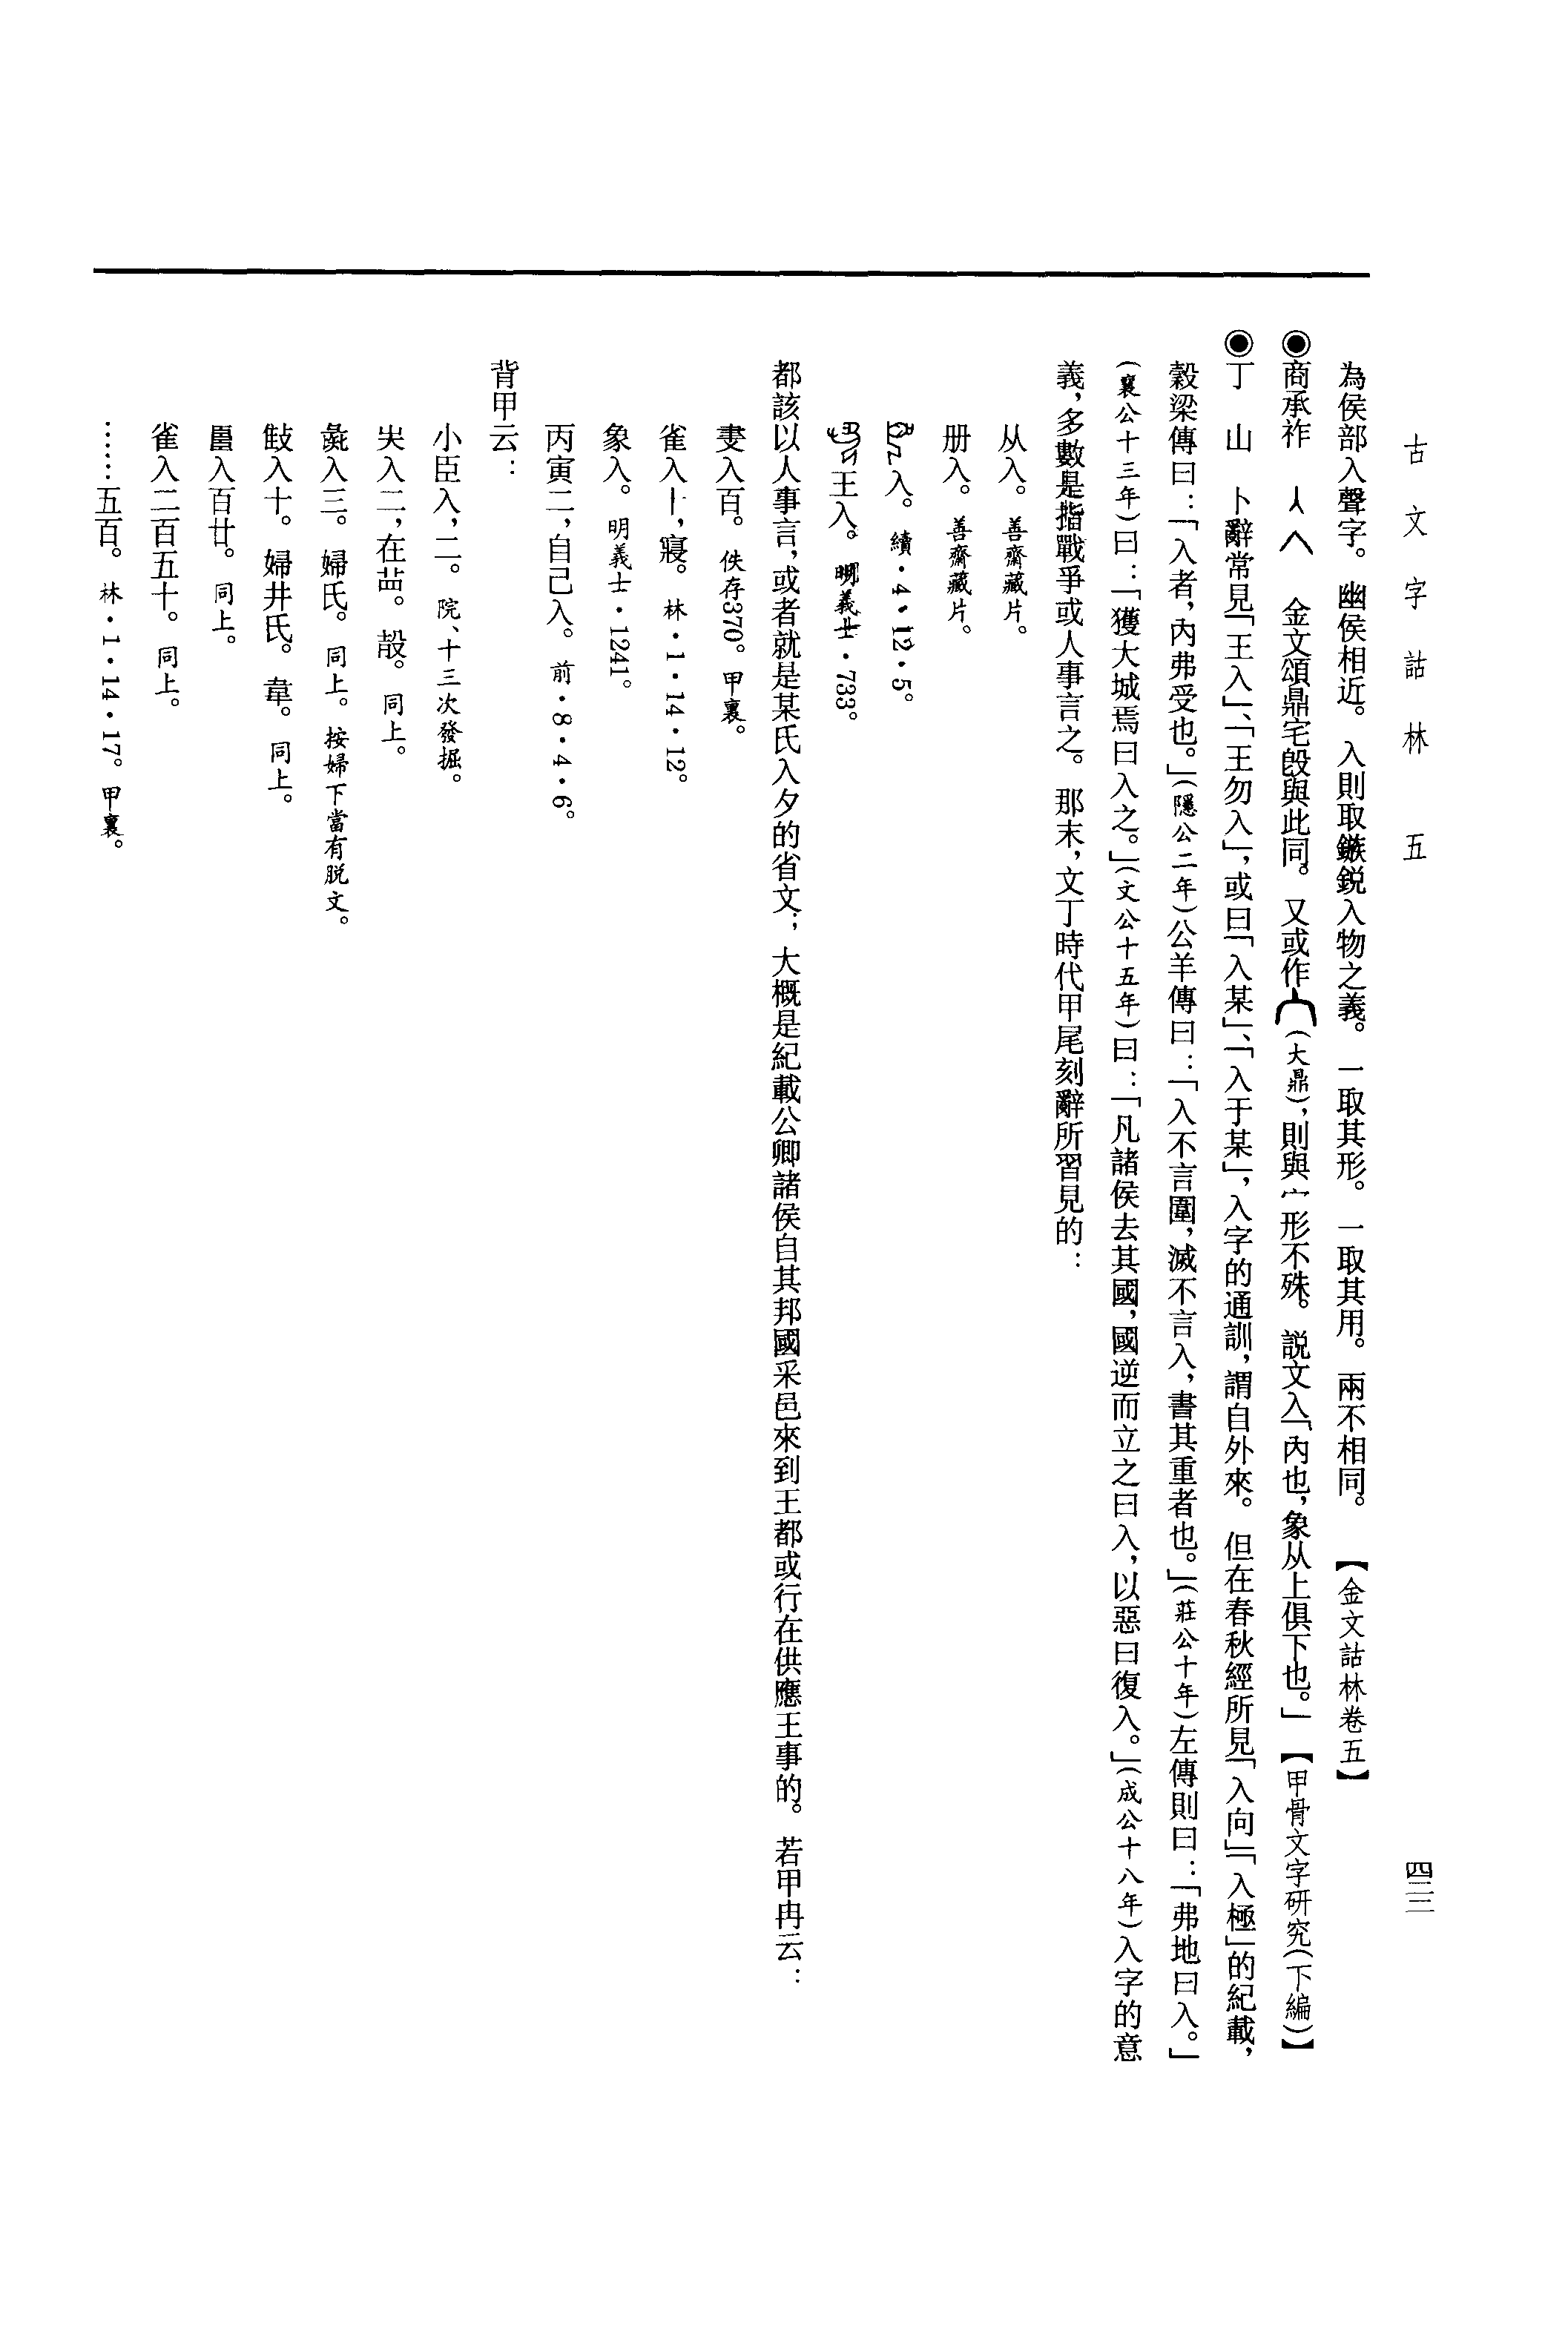 古文字詁林　五
四三二
為侯部入聲字。幽侯相近。入則取鏃鋭入物之義。一取其形。一取其用。兩不相同。【金文詁林卷五】
◉商承祚　金文頌鼎宅𣪘與此同。又或作（大鼎），則與宀形不殊。説文入「內也，象从上俱下也。」【甲骨文字研究（下編）】
◉丁　山　卜辭常見「王入」、「王勿入」，或曰「入某」、「入于某」，入字的通訓，謂自外來。但在春秋經所見「入向」「入極」的紀載，
穀梁傳曰：「入者，內弗受也。」（隱公二年）公羊傳曰：「入不言圍，滅不言入，書其重者也。」（莊公十年）左傳則曰：「弗地曰入。」
（襄公十三年）曰：「獲大城焉曰入之。」（文公十五年）曰：「凡諸侯去其國，國逆而立之曰入，以惡曰復入。」（成公十八年）入字的意
義，多數是指戰爭或人事言之。那末，文丁時代甲尾刻辭所習見的：
从入。善齋藏片。
册入。善齋藏片。
入。續·4·12·5。
王入。明義士·733。
都該以人事言，或者就是某氏入夕的省文；大概是紀載公卿諸侯自其邦國采邑來到王都或行在供應王事的。若甲冉云：
㕜入百。佚存370。甲裏。
雀入十，寢。林·1·14·12。
象入。明義士·1241。
丙寅二，自己入。前·8·4·6。
背甲云：
小臣入，二。院、十三次發掘。
入二，在𠷎。㱿。同上。
彘入三。婦氏。同上。按婦下當有脱文。
㪤入十。婦井氏。韋。同上。
入百廿。同上。
雀入二百五十。同上。
……五百。林·1·14·17。甲裏。